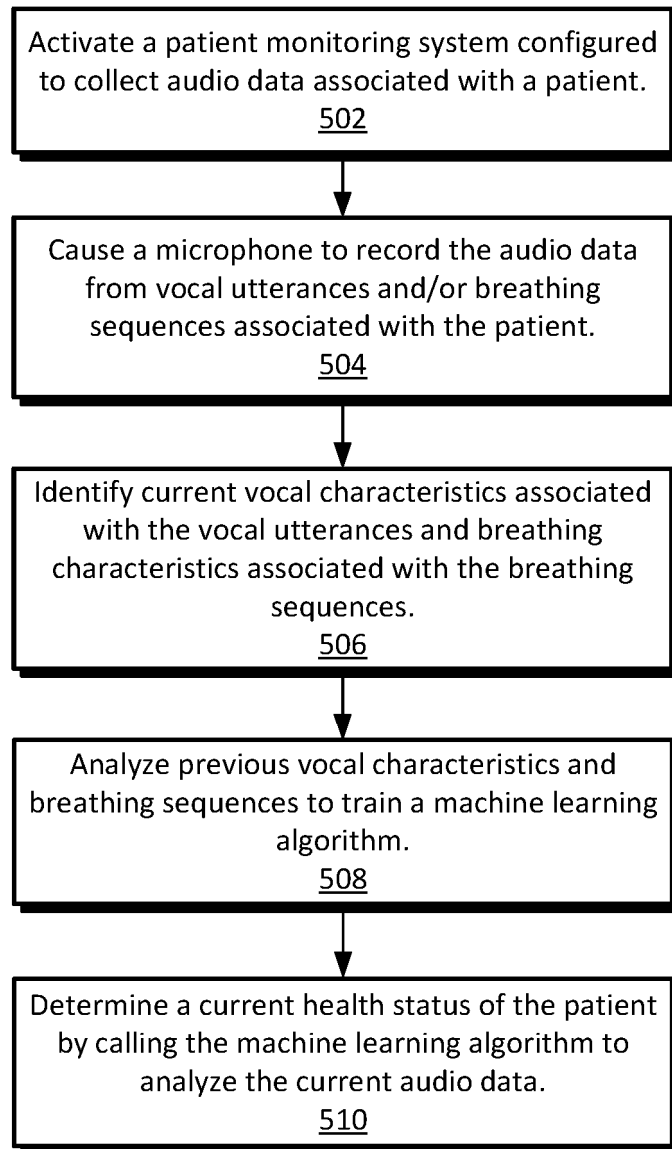 Activate a patient monitoring system configured
to collect audio data associated with a patient.
502
Cause a microphone to record the audio data
from vocal utterances and/or breathing
sequences associated with the patient.
504
Identify current vocal characteristics associated
with the vocal utterances and breathing
characteristics associated with the breathing
sequences.
506
Analyze previous vocal characteristics and
breathing sequences to train a machine learning
algorithm.
508
Determine a current health status of the patient
by calling the machine learning algorithm to
analyze the current audio data.
510